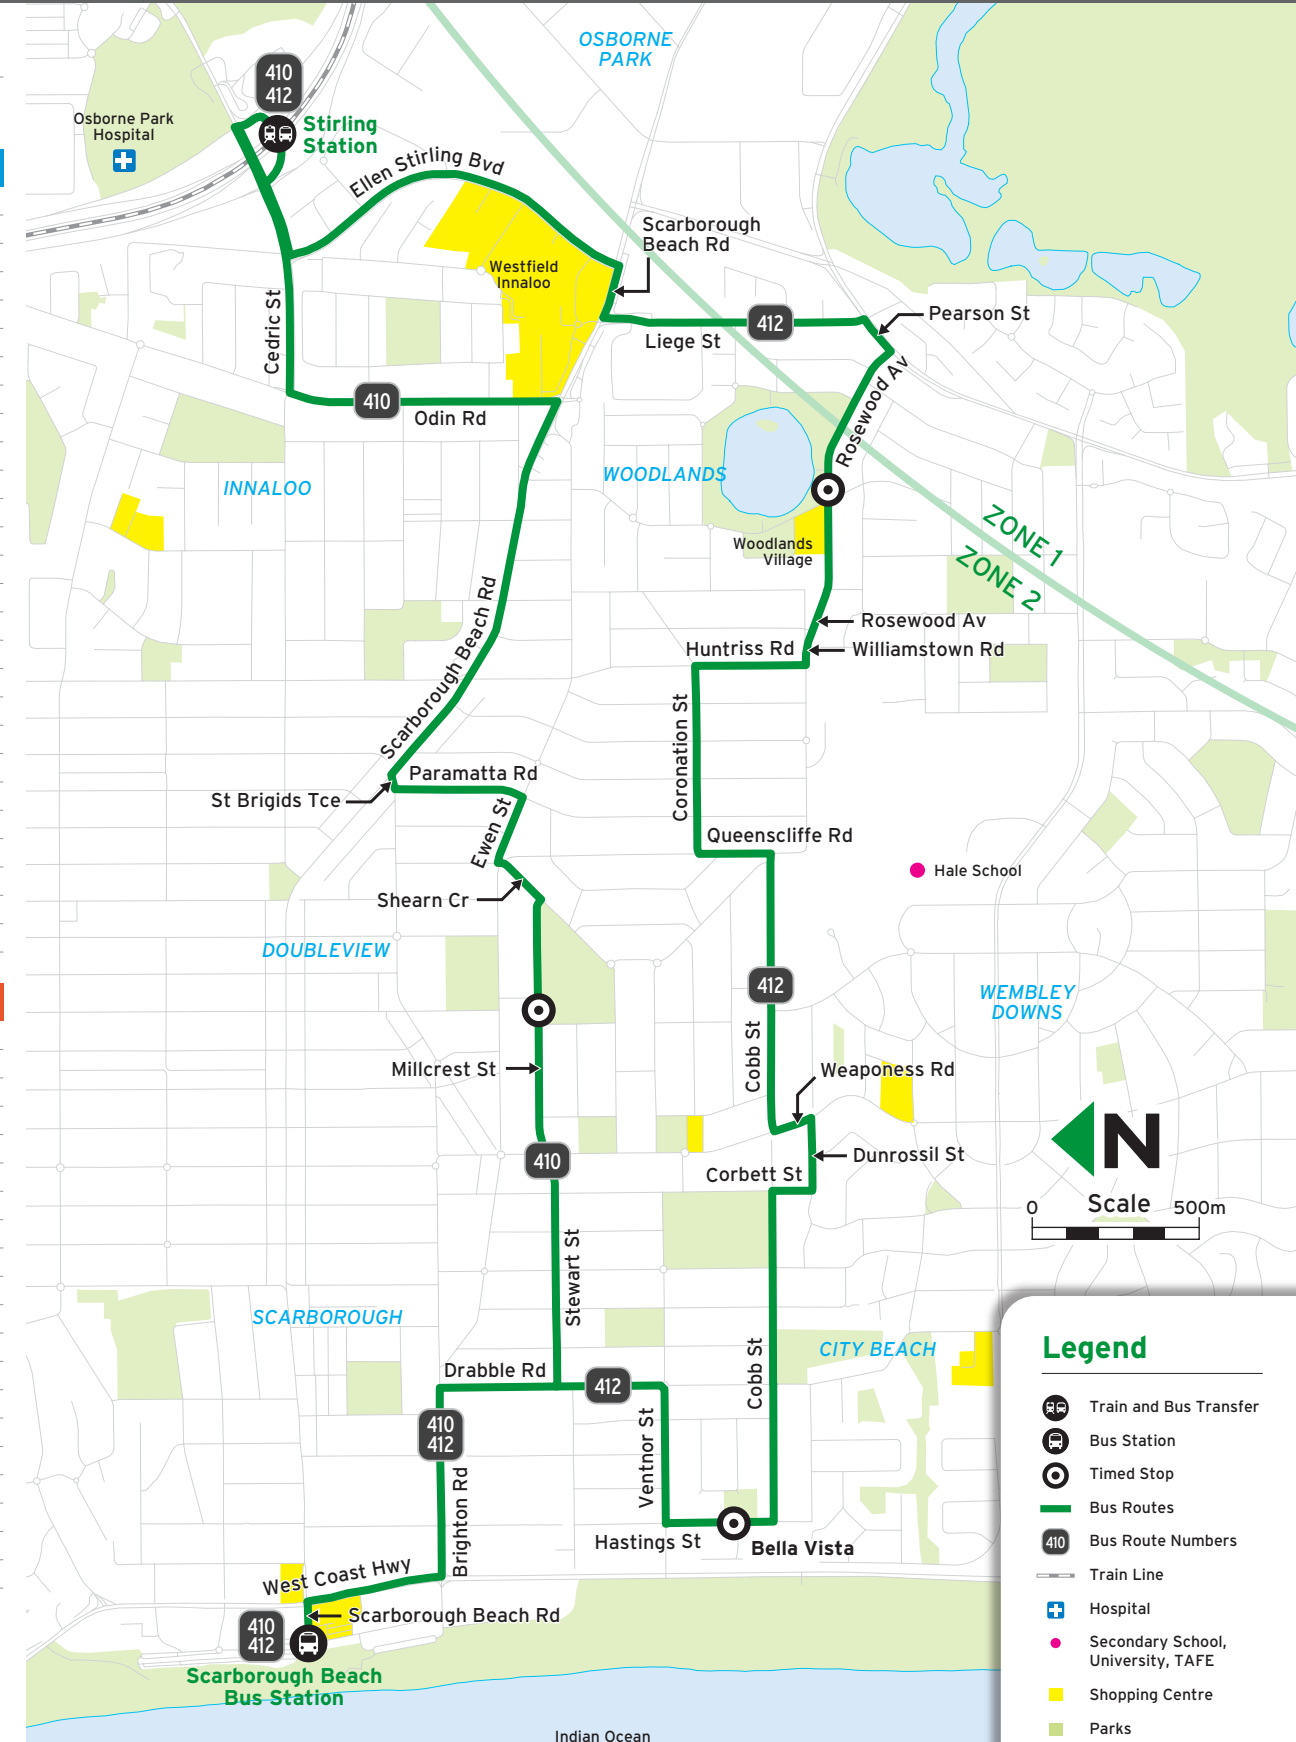 OSBORNE
PARK
410
412
Osborne Park
Hospital
Stirling
Station
Ellen Stirling Bvd
Scarborough
Beach Rd
Westfield
Innaloo
Cedric St
412
Pearson St
Liege St
410
Odin Rd
Rosewood Av
INNALOO
WOODLANDS
ZONE 1
ZONE 2
Woodlands
Village
Scarborough Beach Rd
Rosewood Av
Huntriss Rd
Williamstown Rd
Coronation St
Paramatta Rd
St Brigids Tce
Ewen St
Queenscliffe Rd
Hale School
Shearn Cr
DOUBLEVIEW
412
WEMBLEY
DOWNS
Cobb St
Millcrest St
Weaponess Rd
N
410
Dunrossil St
Corbett St
0
Scale
500m
Stewart St
SCARBOROUGH
CITY BEACH
Cobb St
Drabble Rd
412
410
412
Ventnor St
Brighton Rd
Hastings St
Bella Vista
West Coast Hwy
Scarborough Beach Rd
410
412
Scarborough Beach
Bus Station
Indian Ocean
Legend
Train and Bus Transfer
Bus Station
Timed Stop
Bus Routes
410
Bus Route Numbers
Train Line
Hospital
Secondary School,
University, TAFE
Shopping Centre
Parks